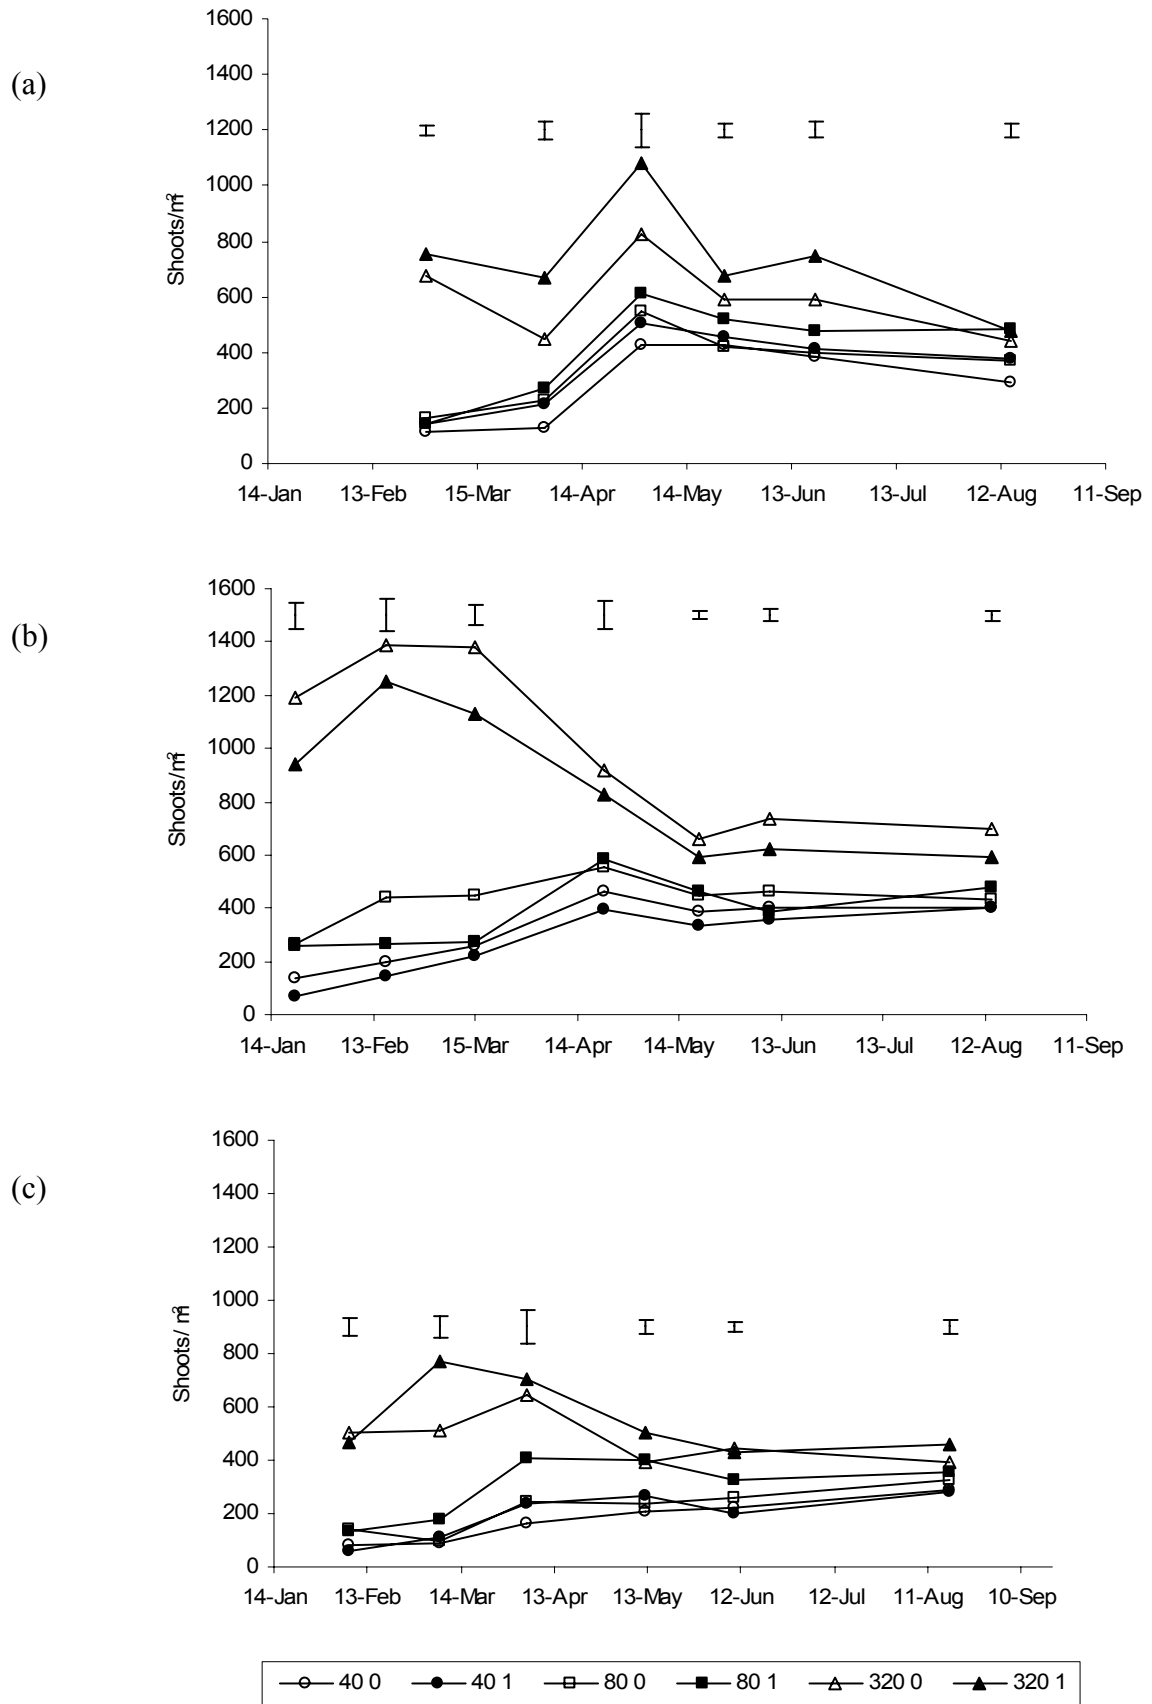 (a)
1600
1400
1200
1000
800
600
400
200
0
Shoots/m²
14-Jan 13-Feb 15-Mar 14-Apr 14-May 13-Jun 13-Jul 12-Aug 11-Sep
(b)
1600
1400
1200
1000
800
600
400
200
0
Shoots/m²
14-Jan 13-Feb 15-Mar 14-Apr 14-May 13-Jun 13-Jul 12-Aug 11-Sep
(c)
1600
1400
1200
1000
800
600
400
200
0
Shoots/ m²
14-Jan 13-Feb 14-Mar 13-Apr 13-May 12-Jun 12-Jul 11-Aug 10-Sep
40 0 40 1 80 0 80 1 320 0 320 1